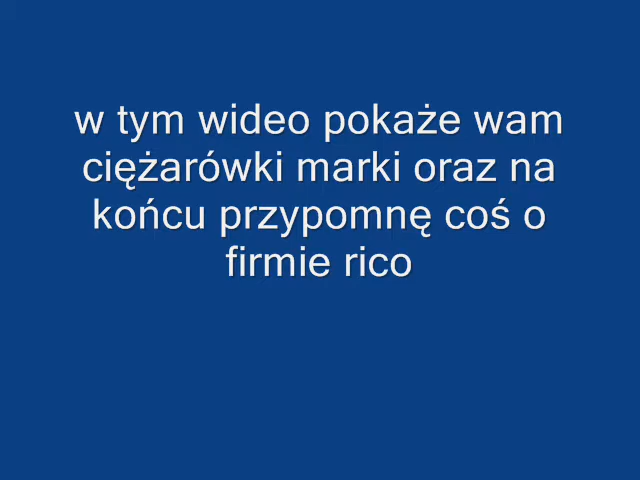 w tym wideo pokaże wam
ciężarówki marki oraz na
końcu przypomnę coś o
firmie rico